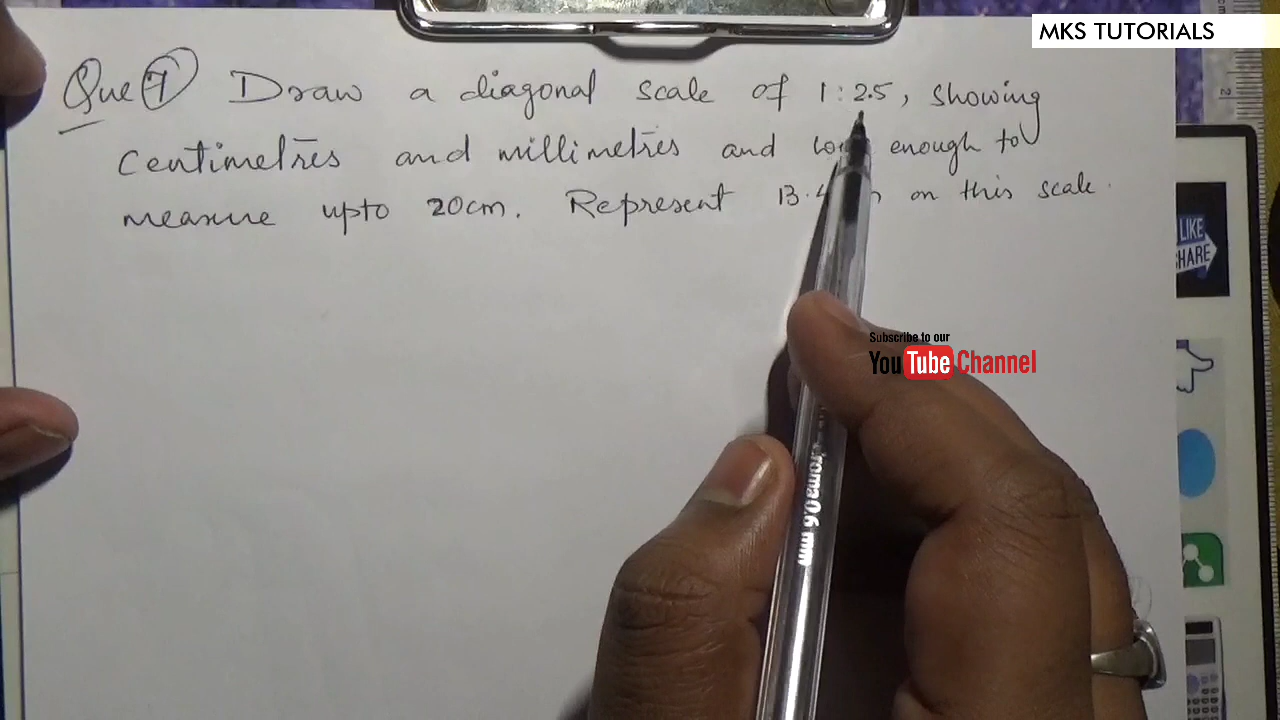 MKS TUTORIALS
Que 7 Draw a diagonal scale of 1:2.5, showing
Centimetres and millimetres and enough to
measure upto 20cm. Represent on this scale.
LIKE
SHARE
Subscribe to our
YouTube Channel